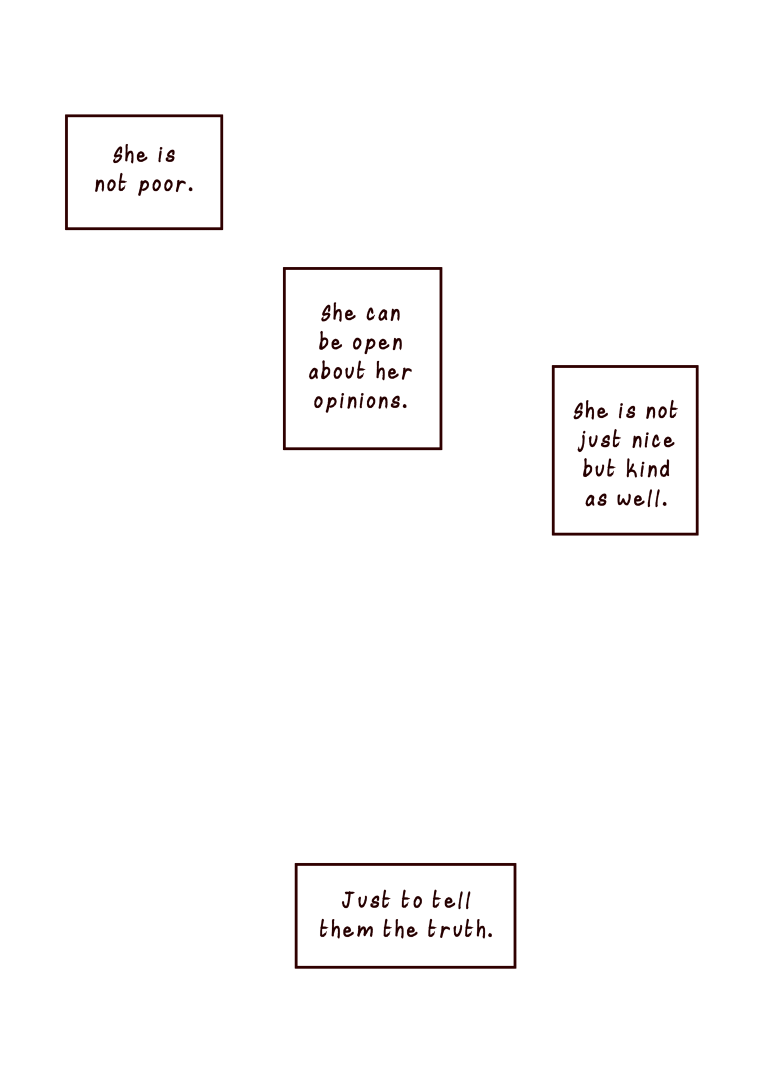 She is
not poor.
She can
be open
about her
opinions.
She is not
just nice
but kind
as well.
Just to tell
them the truth.